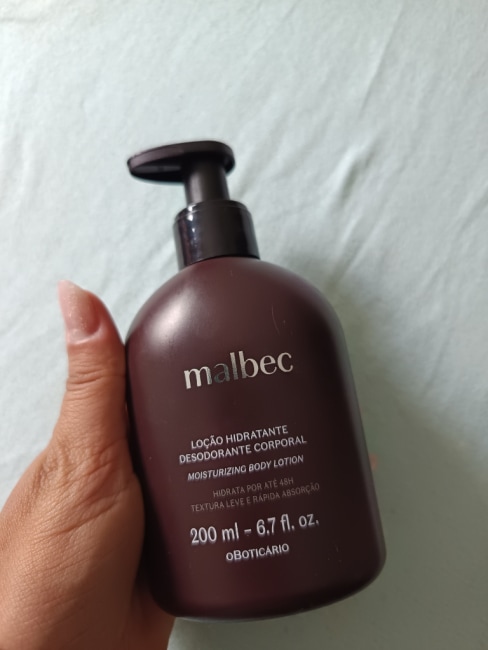 malbec
LOÇÃO HIDRATANTE
DESODORANTE CORPORAL
MOISTURIZING BODY LOTION
HIDRATA POR ATÉ 48H
TEXTURA LEVE E RÁPIDA ABSORÇÃO
200 ml - 6.7 fl. oz.
oBOTICÁRIO